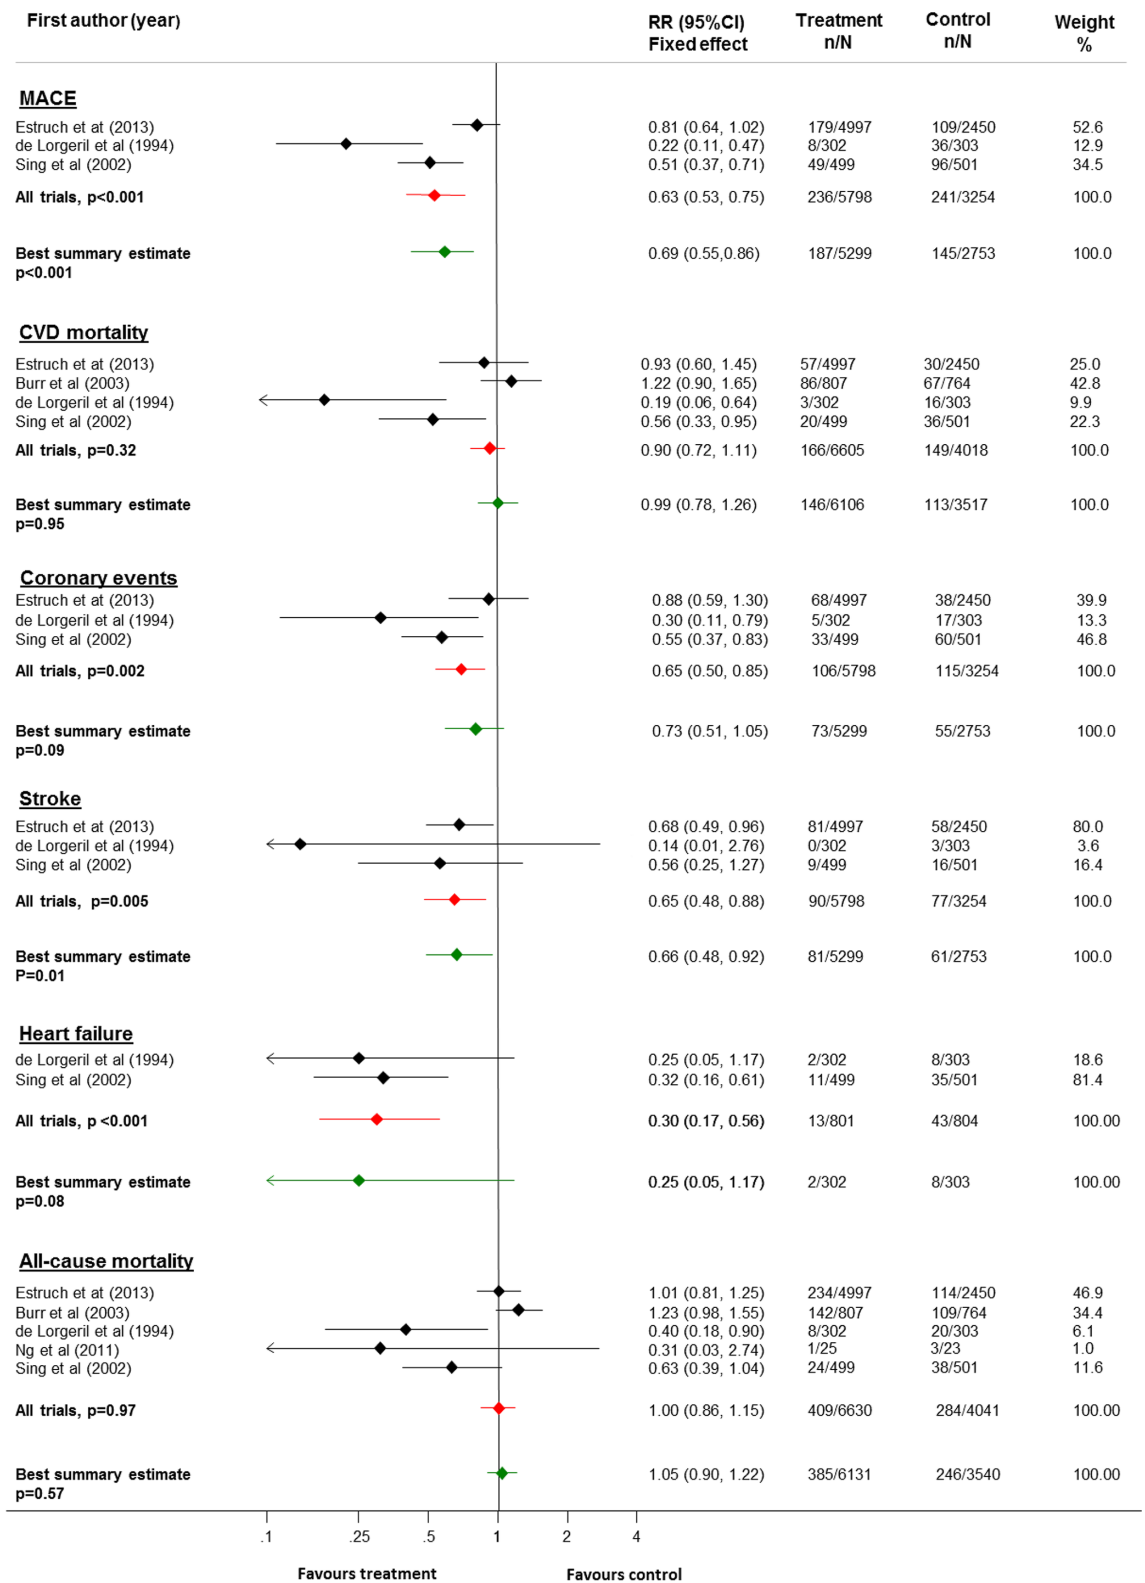 First author (year) RR (95%CI) Treatment Control Weight
Fixed effect n/N n/N %
MACE
Estruch et at (2013) 0.81 (0.64, 1.02) 179/4997 109/2450 52.6
de Lorgeril et al (1994) 0.22 (0.11, 0.47) 8/302 36/303 12.9
Sing et al (2002) 0.51 (0.37, 0.71) 49/499 96/501 34.5
All trials, p<0.001 0.63 (0.53, 0.75) 236/5798 241/3254 100.0
Best summary estimate 0.69 (0.55,0.86) 187/5299 145/2753 100.0
p<0.001
CVD mortality
Estruch et at (2013) 0.93 (0.60, 1.45) 57/4997 30/2450 25.0
Burr et al (2003) 1.22 (0.90, 1.65) 86/807 67/764 42.8
de Lorgeril et al (1994) 0.19 (0.06, 0.64) 3/302 16/303 9.9
Sing et al (2002) 0.56 (0.33, 0.95) 20/499 36/501 22.3
All trials, p=0.32 0.90 (0.72, 1.11) 166/6605 149/4018 100.0
Best summary estimate 0.99 (0.78, 1.26) 146/6106 113/3517 100.0
p=0.95
Coronary events
Estruch et at (2013) 0.88 (0.59, 1.30) 68/4997 38/2450 39.9
de Lorgeril et al (1994) 0.30 (0.11, 0.79) 5/302 17/303 13.3
Sing et al (2002) 0.55 (0.37, 0.83) 33/499 60/501 46.8
All trials, p=0.002 0.65 (0.50, 0.85) 106/5798 115/3254 100.0
Best summary estimate 0.73 (0.51, 1.05) 73/5299 55/2753 100.0
p=0.09
Stroke
Estruch et at (2013) 0.68 (0.49, 0.96) 81/4997 58/2450 80.0
de Lorgeril et al (1994) 0.14 (0.01, 2.76) 0/302 3/303 3.6
Sing et al (2002) 0.56 (0.25, 1.27) 9/499 16/501 16.4
All trials, p=0.005 0.65 (0.48, 0.88) 90/5798 77/3254 100.0
Best summary estimate 0.66 (0.48, 0.92) 81/5299 61/2753 100.0
P=0.01
Heart failure
de Lorgeril et al (1994) 0.25 (0.05, 1.17) 2/302 8/303 18.6
Sing et al (2002) 0.32 (0.16, 0.61) 11/499 35/501 81.4
All trials, p <0.001 0.30 (0.17, 0.56) 13/801 43/804 100.00
Best summary estimate 0.25 (0.05, 1.17) 2/302 8/303 100.00
p=0.08
All-cause mortality
Estruch et at (2013) 1.01 (0.81, 1.25) 234/4997 114/2450 46.9
Burr et al (2003) 1.23 (0.98, 1.55) 142/807 109/764 34.4
de Lorgeril et al (1994) 0.40 (0.18, 0.90) 8/302 20/303 6.1
Ng et al (2011) 0.31 (0.03, 2.74) 1/25 3/23 1.0
Sing et al (2002) 0.63 (0.39, 1.04) 24/499 38/501 11.6
All trials, p=0.97 1.00 (0.86, 1.15) 409/6630 284/4041 100.00
Best summary estimate 1.05 (0.90, 1.22) 385/6131 246/3540 100.00
p=0.57
.1 .25 .5 1 2 4
Favours treatment Favours control